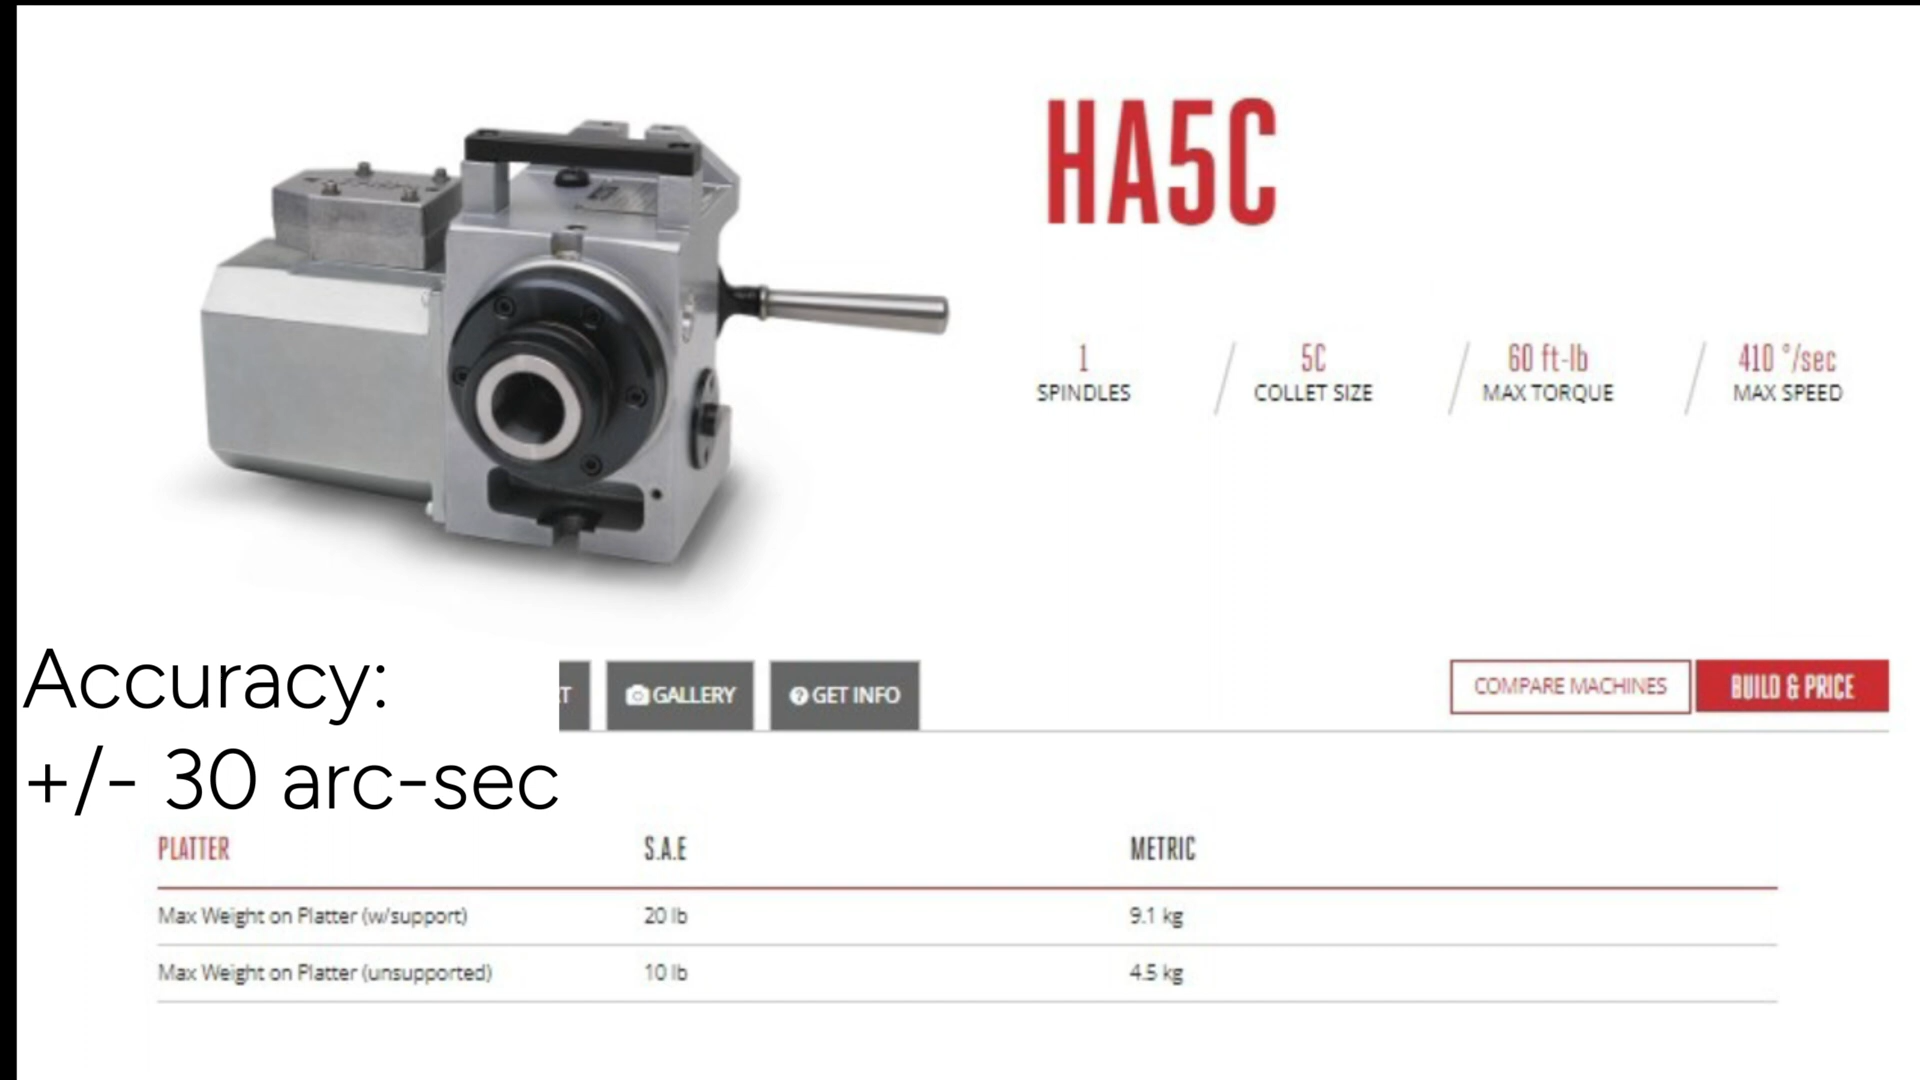 HA5C
1
SPINDLES
5C
COLLET SIZE
60 ft-lb
MAX TORQUE
410 °/sec
MAX SPEED
Accuracy:
+/- 30 arc-sec
T
GALLERY
GET INFO
COMPARE MACHINES
BUILD & PRICE
PLATTER S.A.E METRIC
Max Weight on Platter (w/support) 20 lb 9.1 kg
Max Weight on Platter (unsupported) 10 lb 4.5 kg